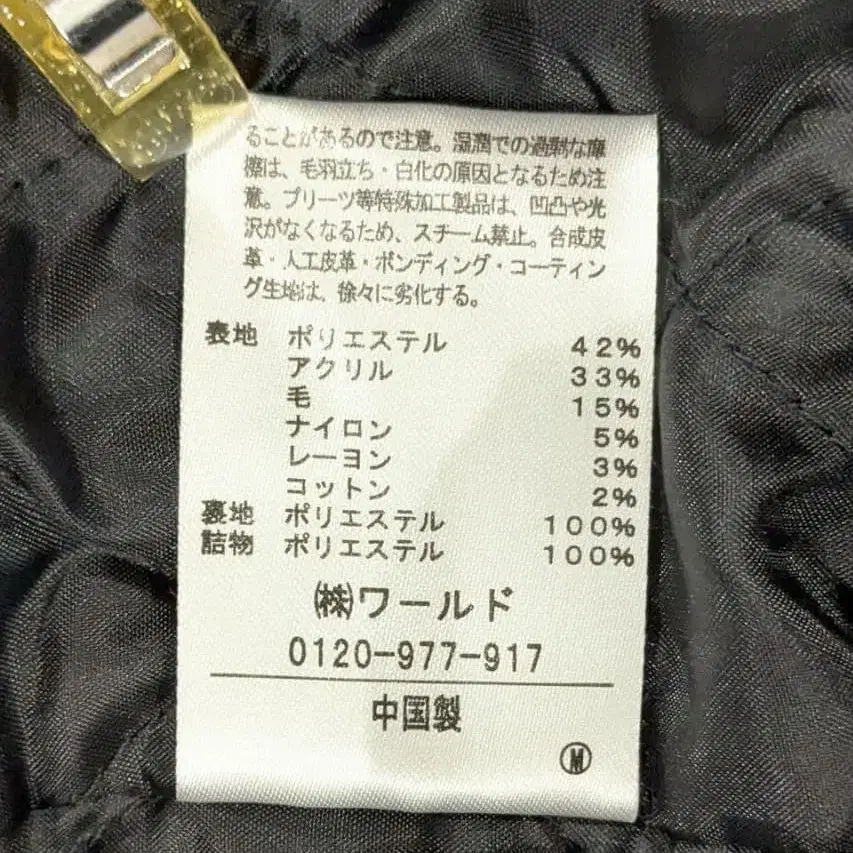 ることがあるので注意。湿潤での過剰な摩
擦は、毛羽立ち・白化の原因となるため注
意。プリーツ等特殊加工製品は、凹凸や光
沢がなくなるため、スチーム禁止。合成皮
革・人工皮革・ボンディング・コーティン
グ生地は、徐々に劣化する。
表地 ポリエステル 42%
アクリル 33%
毛 15%
ナイロン 5%
レーヨン 3%
コットン 2%
裏地 ポリエステル 100%
詰物 ポリエステル 100%
㈱ワールド
0120-977-917
中国製
Ⓜ